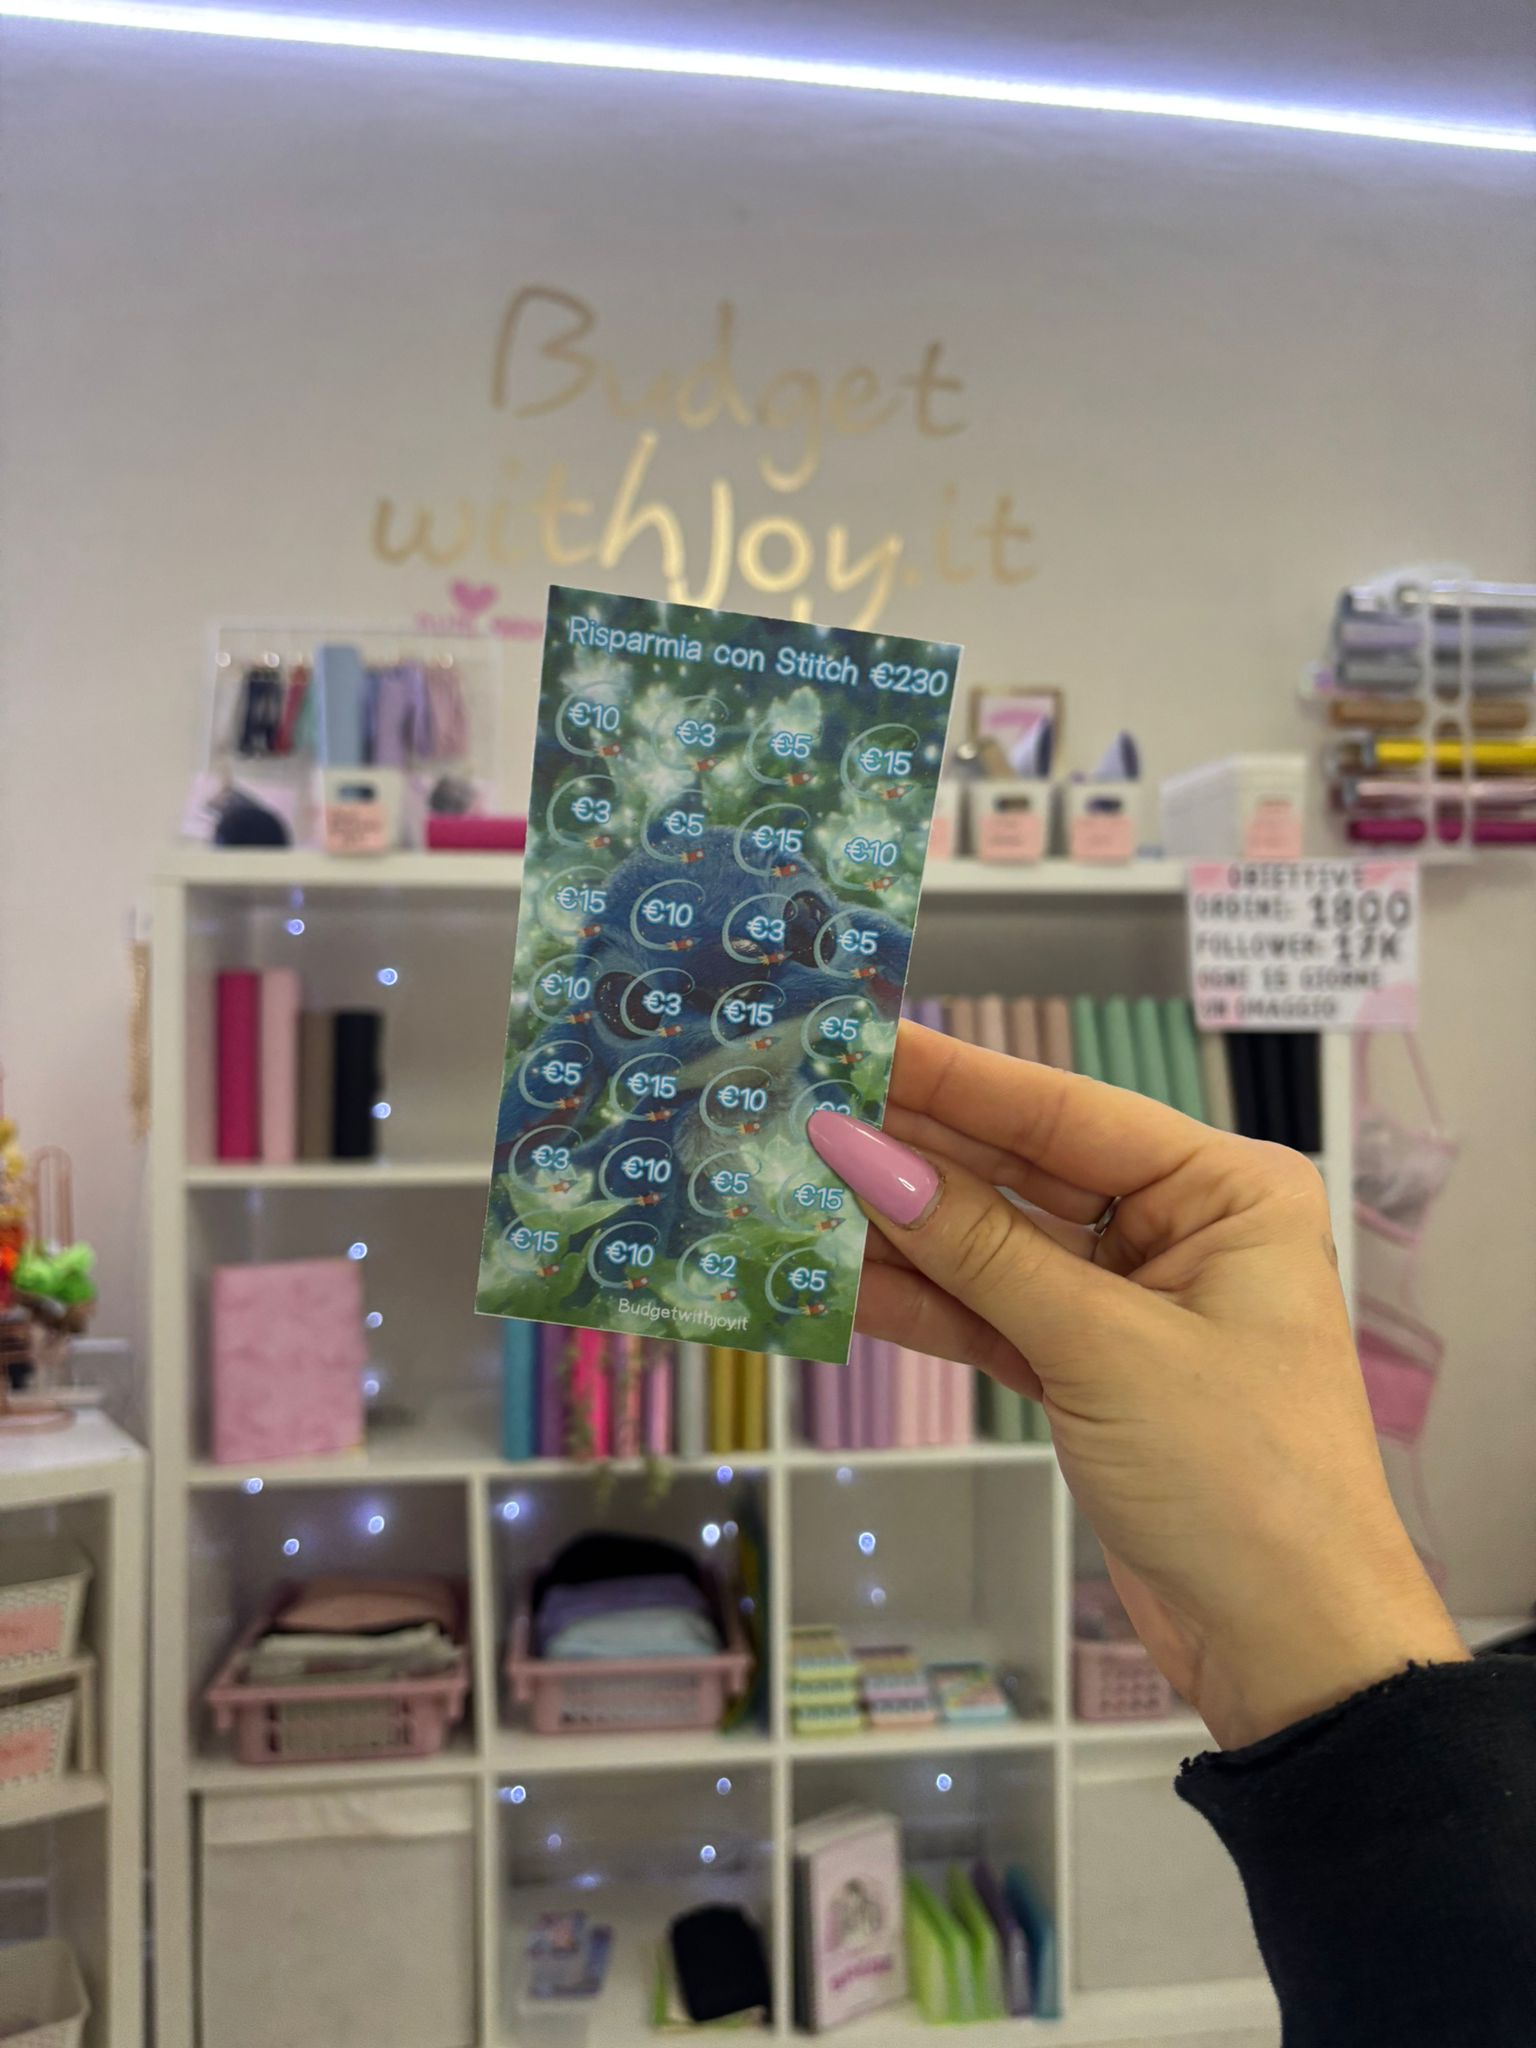 Budget
withJoy.it
Risparmia con Stitch €230
€10 €3 €5 €15
€3 €5 €15 €10
€15 €10 €3 €5
€10 €3 €15 €5
€5 €15 €10
€3 €10 €5 €15
€15 €10 €2 €5
Budgetwithjoy.it
OBIETTIVI
ORDINI: 1800
FOLLOWER: 17K
OGNI 15 GIORNI
UN OMAGGIO